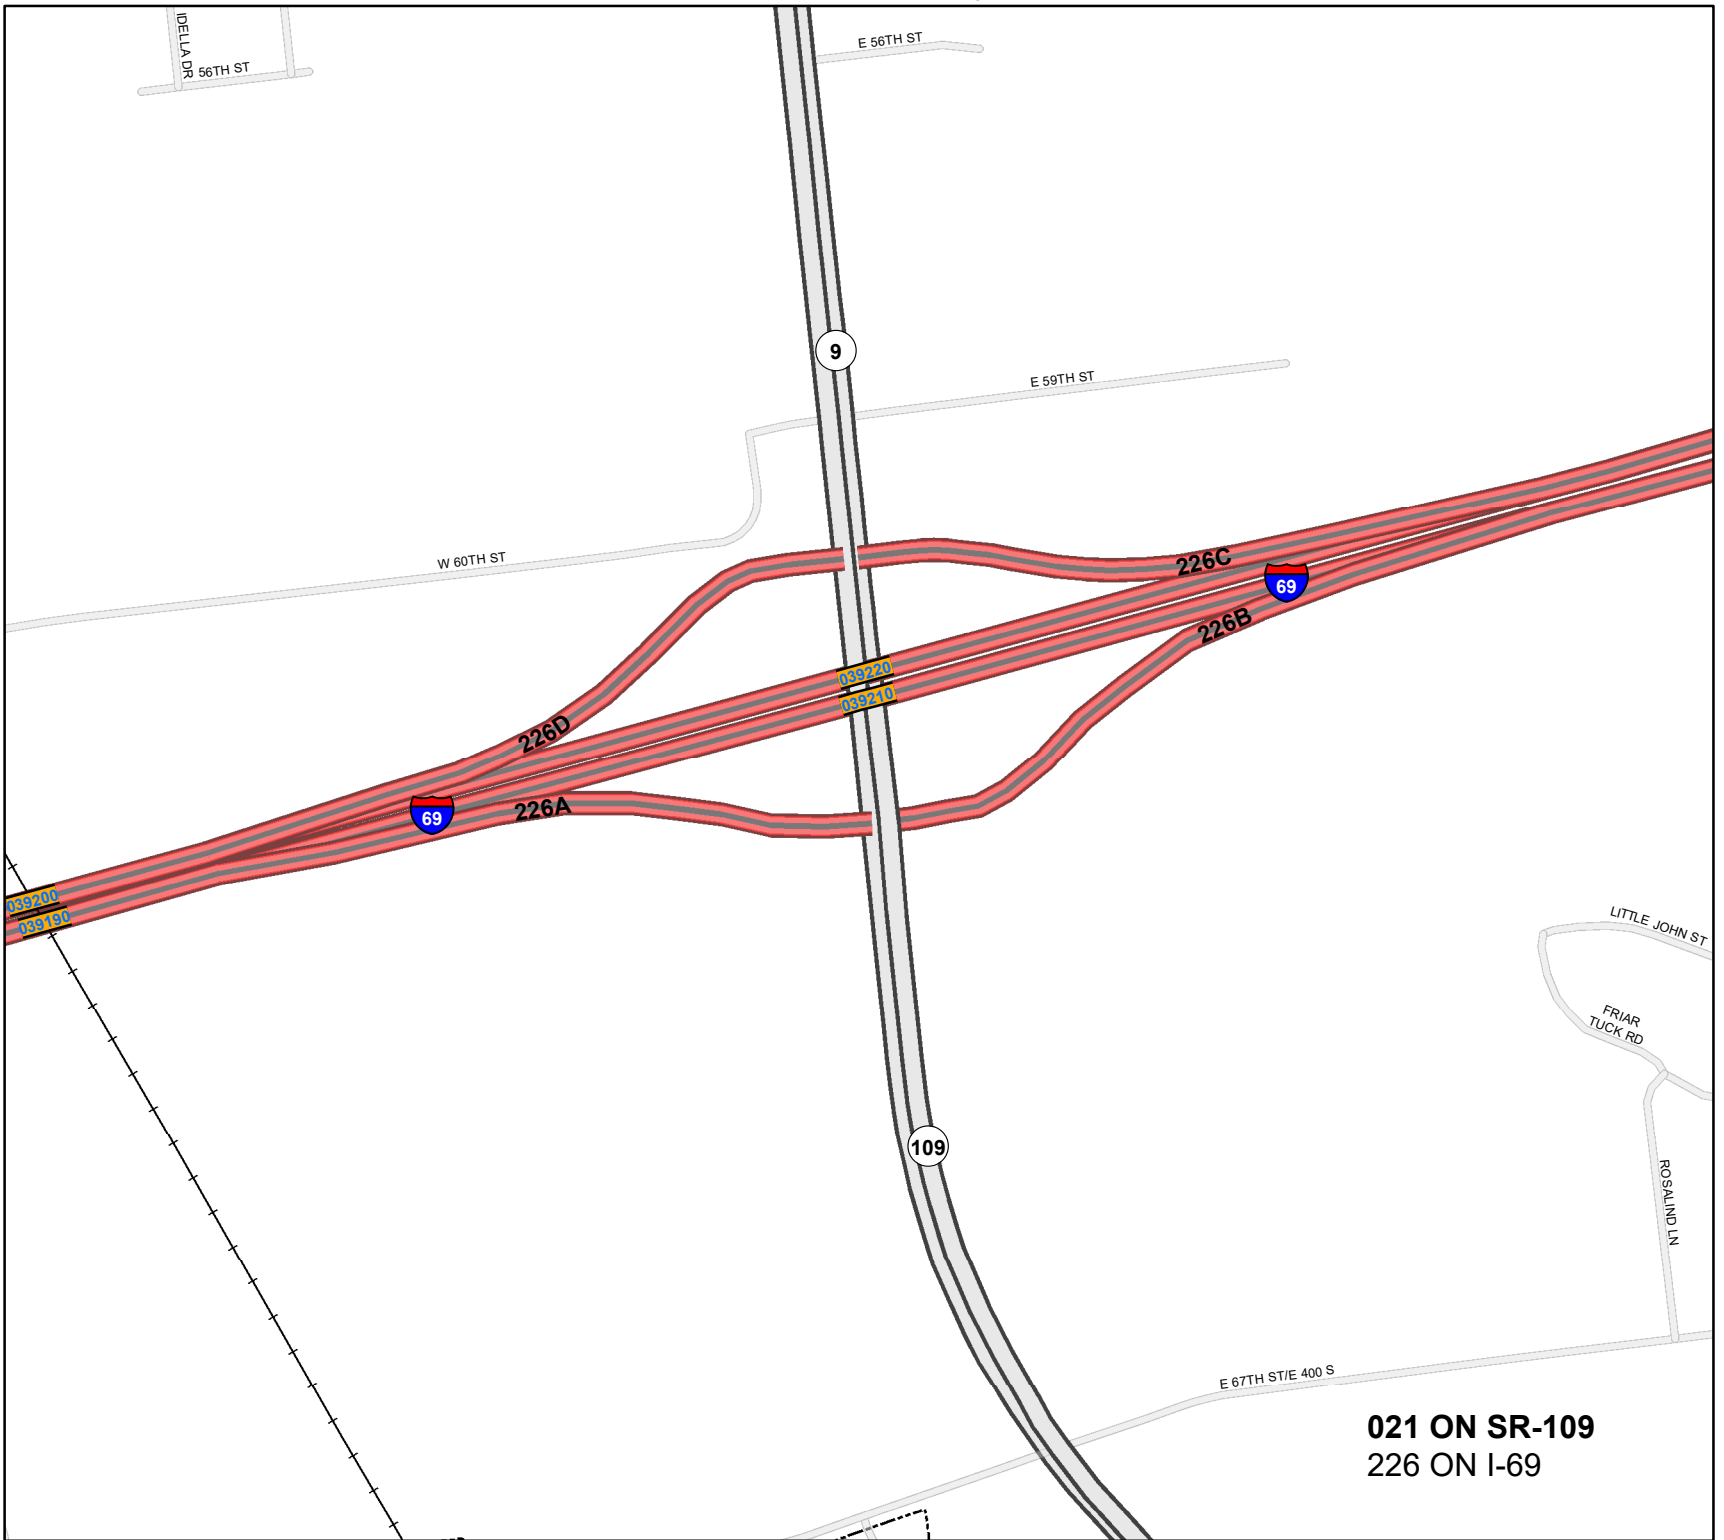 IDELLA DR
56TH ST
E 56TH ST
9
E 59TH ST
W 60TH ST
226C
69
226B
039220
039210
226D
226A
69
039200
039190
LITTLE JOHN ST
FRIAR
TUCK RD
109
ROSALIND LN
E 67TH ST/E 400 S
021 ON SR-109
226 ON I-69